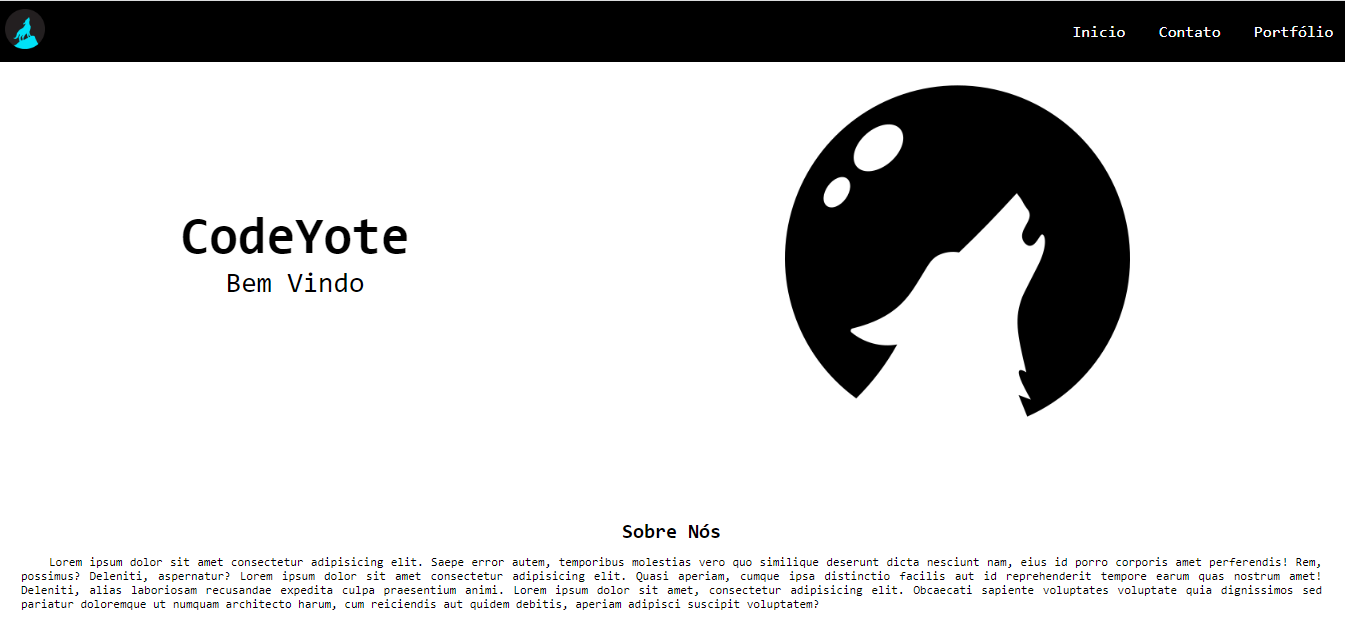 Inicio Contato Portfólio
CodeYote
Bem Vindo
Sobre Nós
Lorem ipsum dolor sit amet consectetur adipisicing elit. Saepe error autem, temporibus molestias vero quo similique deserunt dicta nesciunt nam, eius id porro corporis amet perferendis! Rem,
possimus? Deleniti, aspernatur? Lorem ipsum dolor sit amet consectetur adipisicing elit. Quasi aperiam, cumque ipsa distinctio facilis aut id reprehenderit tempore earum quas nostrum amet!
Deleniti, alias laboriosam recusandae expedita culpa praesentium animi. Lorem ipsum dolor sit amet, consectetur adipisicing elit. Obcaecati sapiente voluptates voluptate quia dignissimos sed
pariatur doloremque ut numquam architecto harum, cum reiciendis aut quidem debitis, aperiam adipisci suscipit voluptatem?